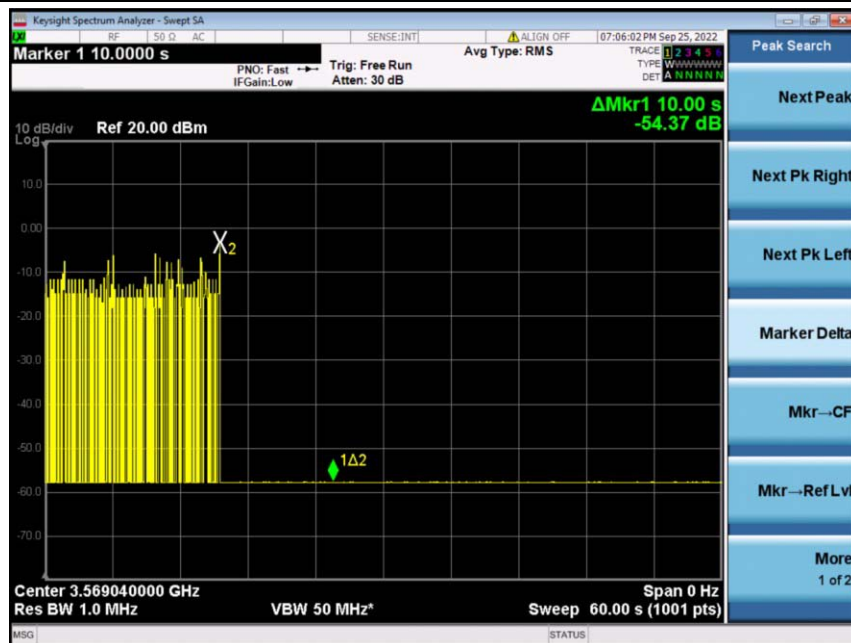 Keysight Spectrum Analyzer - Swept SA
LXI RF 50 Ω AC SENSE:INT ALIGN OFF 07:06:02 PM Sep 25, 2022
Marker 1 10.0000 s
PNO: Fast
IFGain:Low
Trig: Free Run
Atten: 30 dB
Avg Type: RMS
TRACE 1 2 3 4 5 6
TYPE WWWWWW
DET A N N N N N
ΔMkr1 10.00 s
-54.37 dB
10 dB/div Ref 20.00 dBm
Log
10.0
0.00
-10.0
-20.0
-30.0
-40.0
-50.0
-60.0
-70.0
X2
1Δ2
Center 3.569040000 GHz Span 0 Hz
Res BW 1.0 MHz VBW 50 MHz* Sweep 60.00 s (1001 pts)
MSG STATUS
Peak Search
Next Peak
Next Pk Right
Next Pk Left
Marker Delta
Mkr→CF
Mkr→Ref Lvl
More
1 of 2